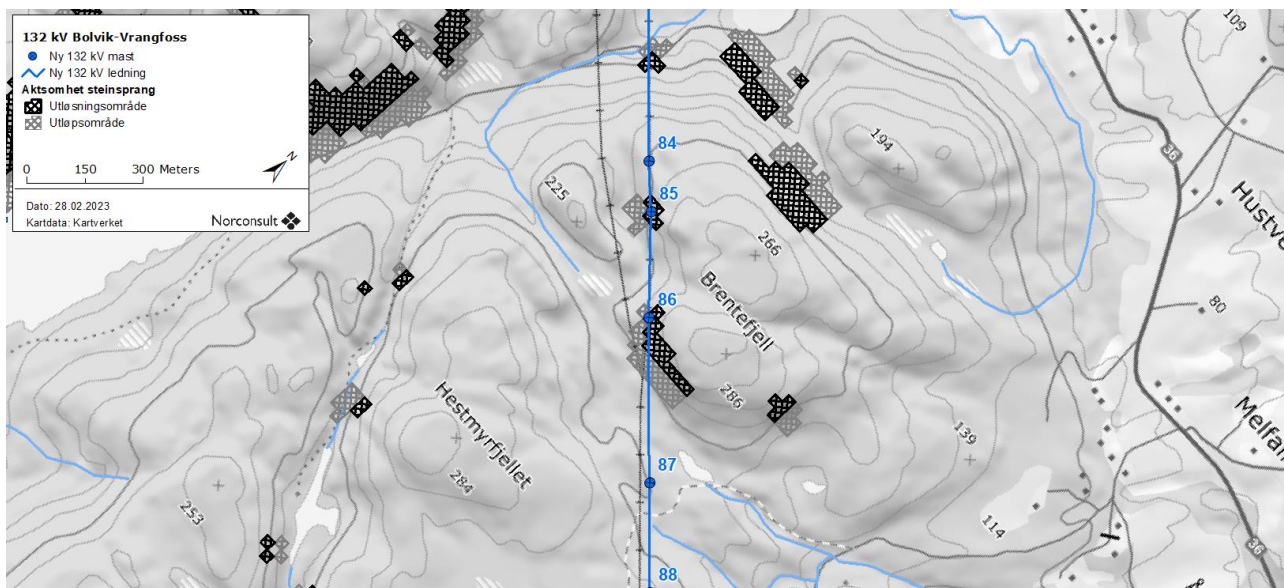 132 kV Bolvik-Vrangfoss
Ny 132 kV mast
Ny 132 kV ledning
Aktsomhet steinsprang
Utløsningsområde
Utløpsområde
0 150 300 Meters
N
Dato: 28.02.2023
Kartdata: Kartverket
Norconsult
109
36
84
194
225
85
Hustve
266
86
Brentefjell
80
286
Hestmyrfjellet
Melfan
139
87
284
253
114
36
88